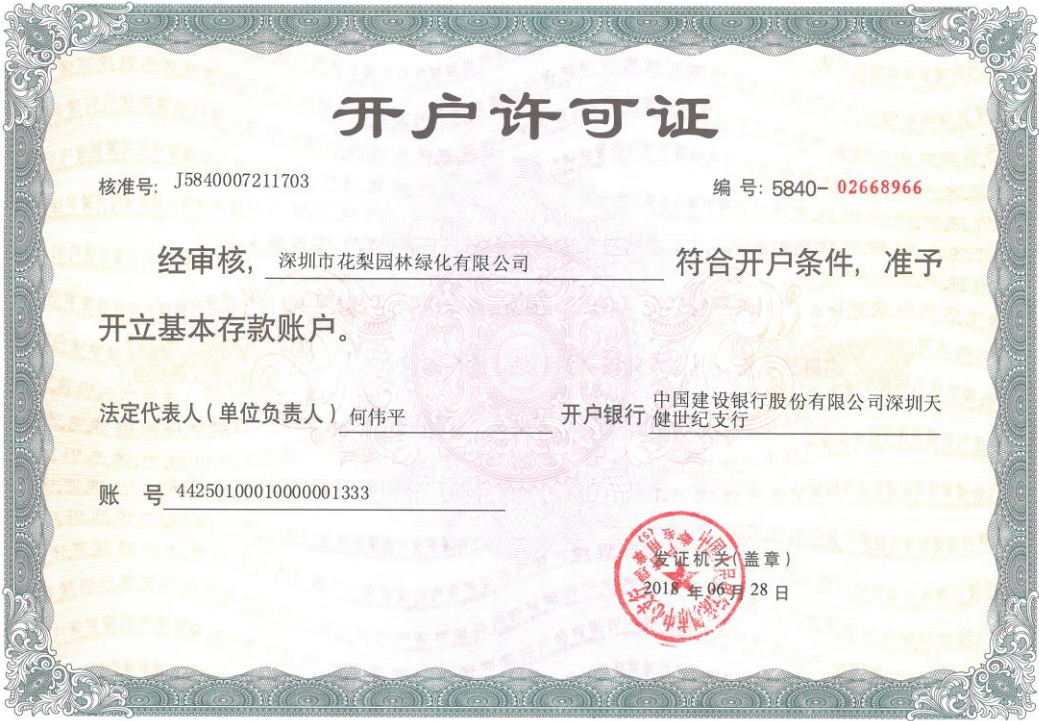 开户许可证
核准号: J5840007211703 编 号: 5840- 02668966
经审核, 深圳市花梨园林绿化有限公司 符合开户条件, 准予
开立基本存款账户。
法定代表人(单位负责人) 何伟平 开户银行 中国建设银行股份有限公司深圳天
健世纪支行
账 号 44250100010000001333
发证机关(盖章)
2018 年 06 月 28 日